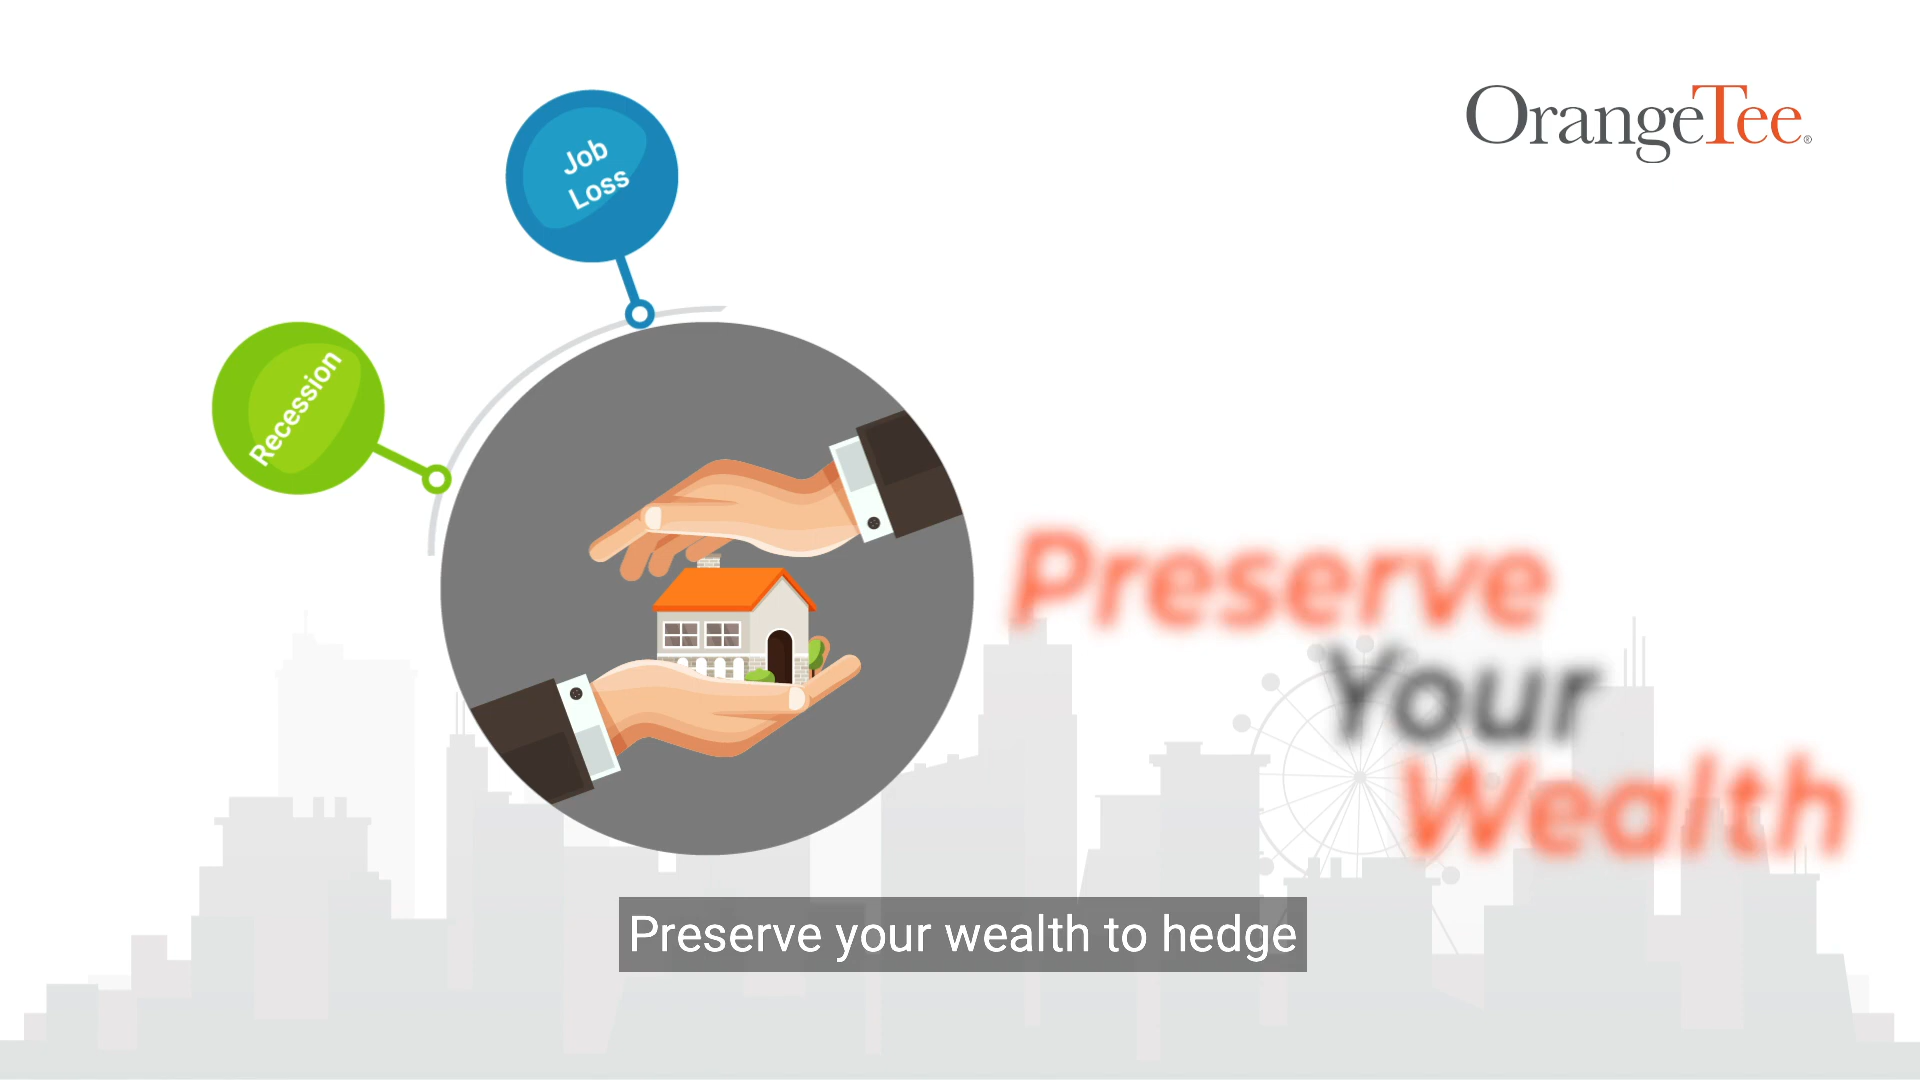 OrangeTee®
Job
Loss
Recession
Preserve
Your
Wealth
Preserve your wealth to hedge